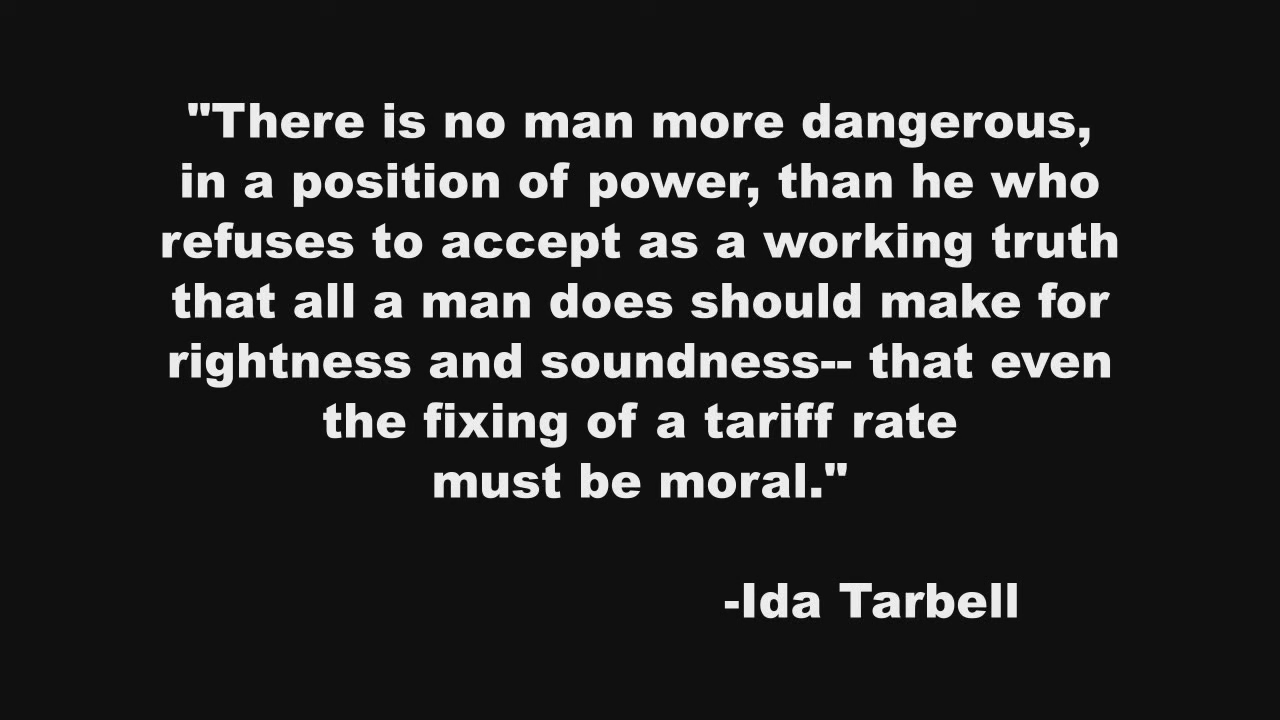 "There is no man more dangerous,
in a position of power, than he who
refuses to accept as a working truth
that all a man does should make for
rightness and soundness-- that even
the fixing of a tariff rate
must be moral."
-Ida Tarbell